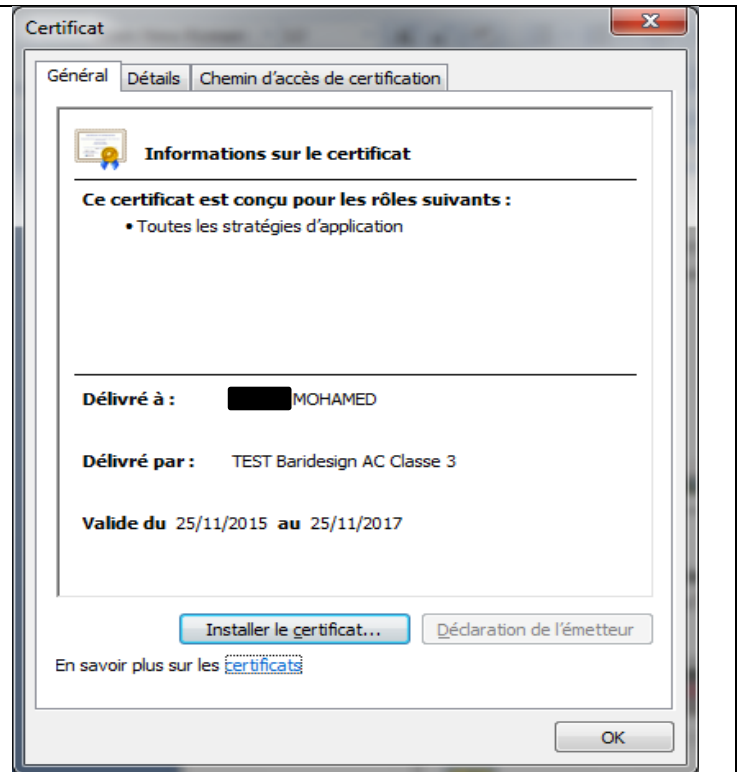 Certificat
Général Détails Chemin d'accès de certification
Informations sur le certificat
Ce certificat est conçu pour les rôles suivants :
• Toutes les stratégies d'application
Délivré à : MOHAMED
Délivré par : TEST Baridesign AC Classe 3
Valide du 25/11/2015 au 25/11/2017
Installer le certificat... Déclaration de l'émetteur
En savoir plus sur les certificats
OK